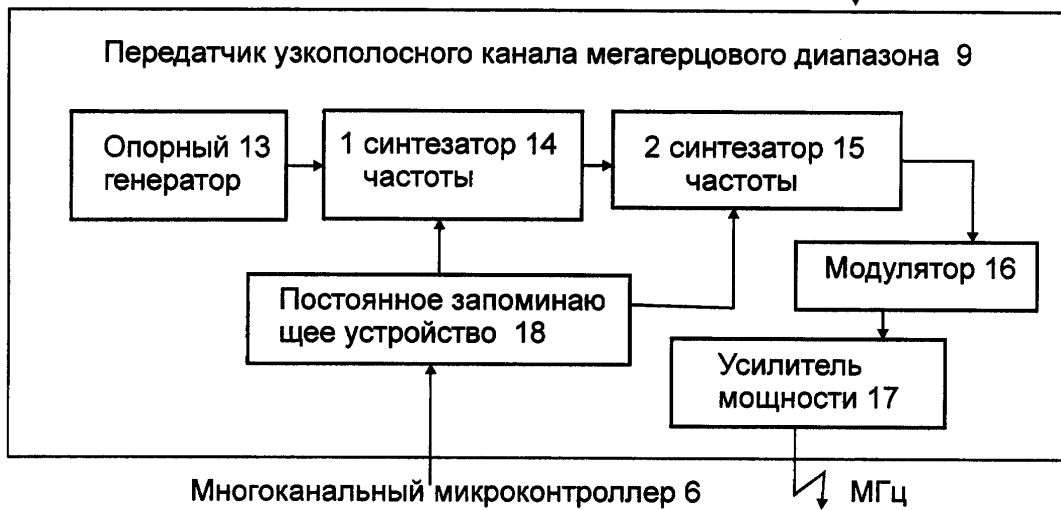 Передатчик узкополосного канала мегагерцового диапазона 9
Опорный 13
генератор
1 синтезатор 14
частоты
2 синтезатор 15
частоты
Модулятор 16
Постоянное запоминаю
щее устройство 18
Усилитель
мощности 17
Многоканальный микроконтроллер 6
МГц